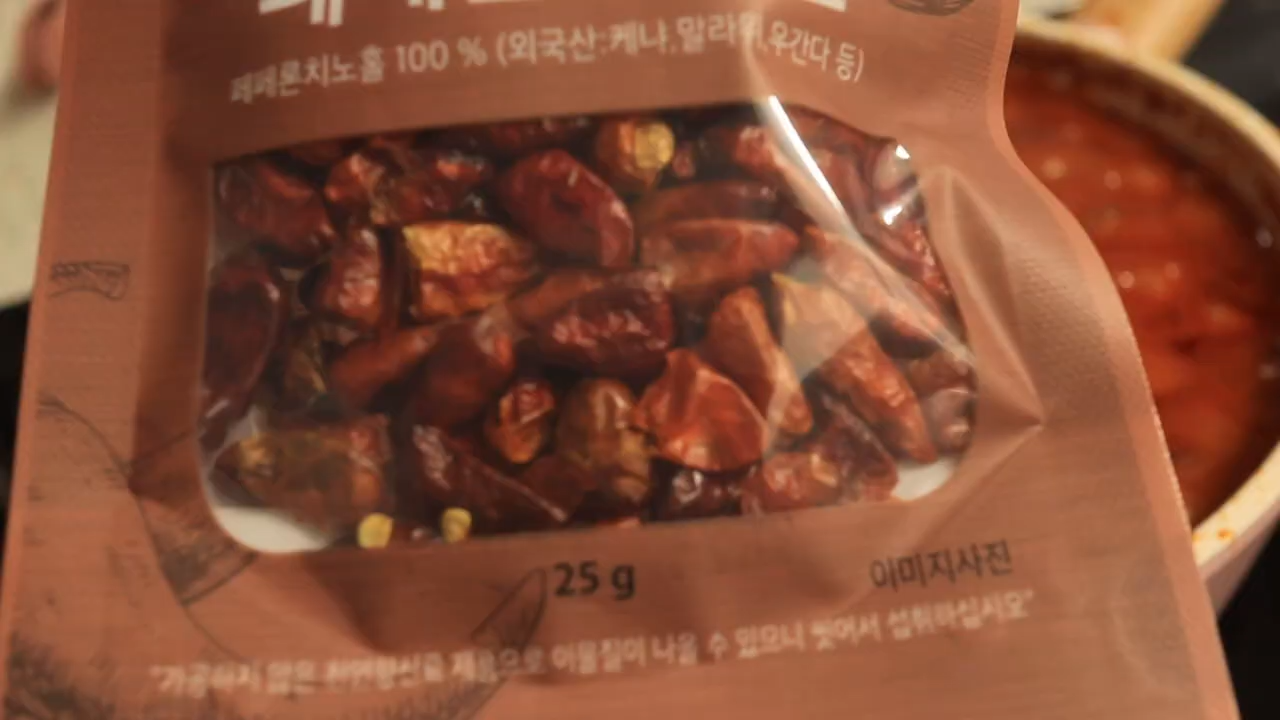 페페론치노홀 100 % (외국산:케냐,말라위,우간다 등)
25 g
이미지사진
"가공하지 않은 천연향신료 제품으로 이물질이 나올 수 있으니 씻어서 섭취하십시오"